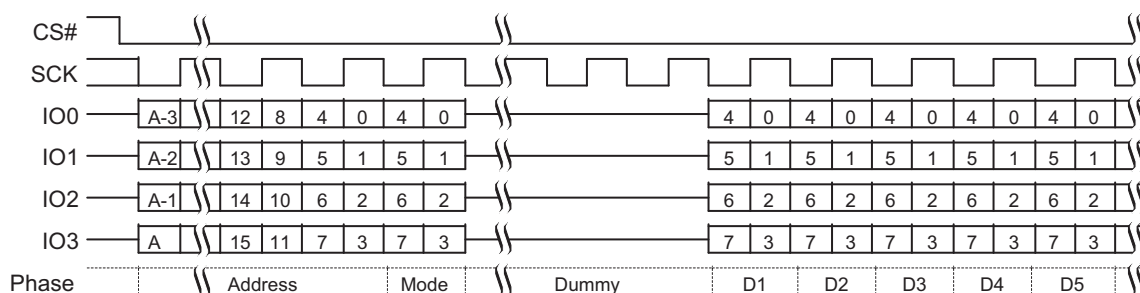 CS#
SCK
IO0 A-3 12 8 4 0 4 0 4 0 4 0 4 0 4 0 4 0
IO1 A-2 13 9 5 1 5 1 5 1 5 1 5 1 5 1 5 1
IO2 A-1 14 10 6 2 6 2 6 2 6 2 6 2 6 2 6 2
IO3 A 15 11 7 3 7 3 7 3 7 3 7 3 7 3 7 3
Phase Address Mode Dummy D1 D2 D3 D4 D5